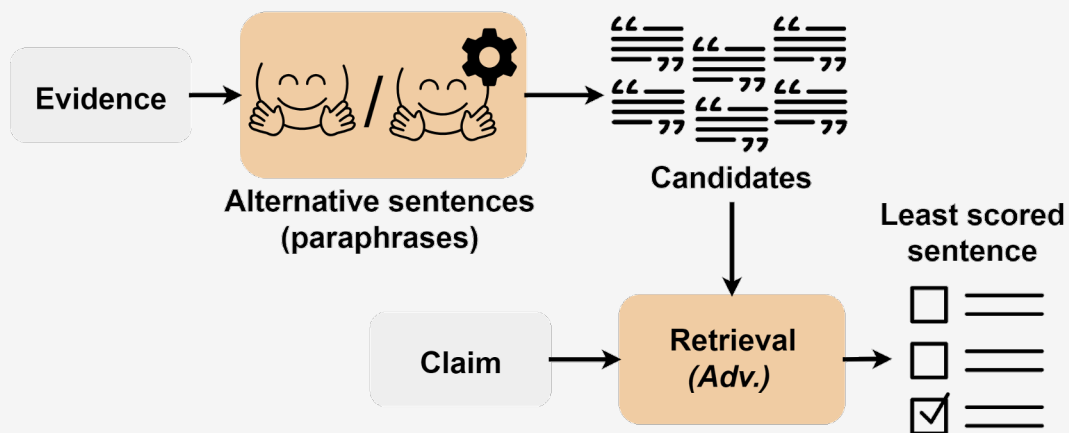 Evidence
/
Alternative sentences
(paraphrases)
Candidates
Least scored
sentence
Claim
Retrieval
(Adv.)